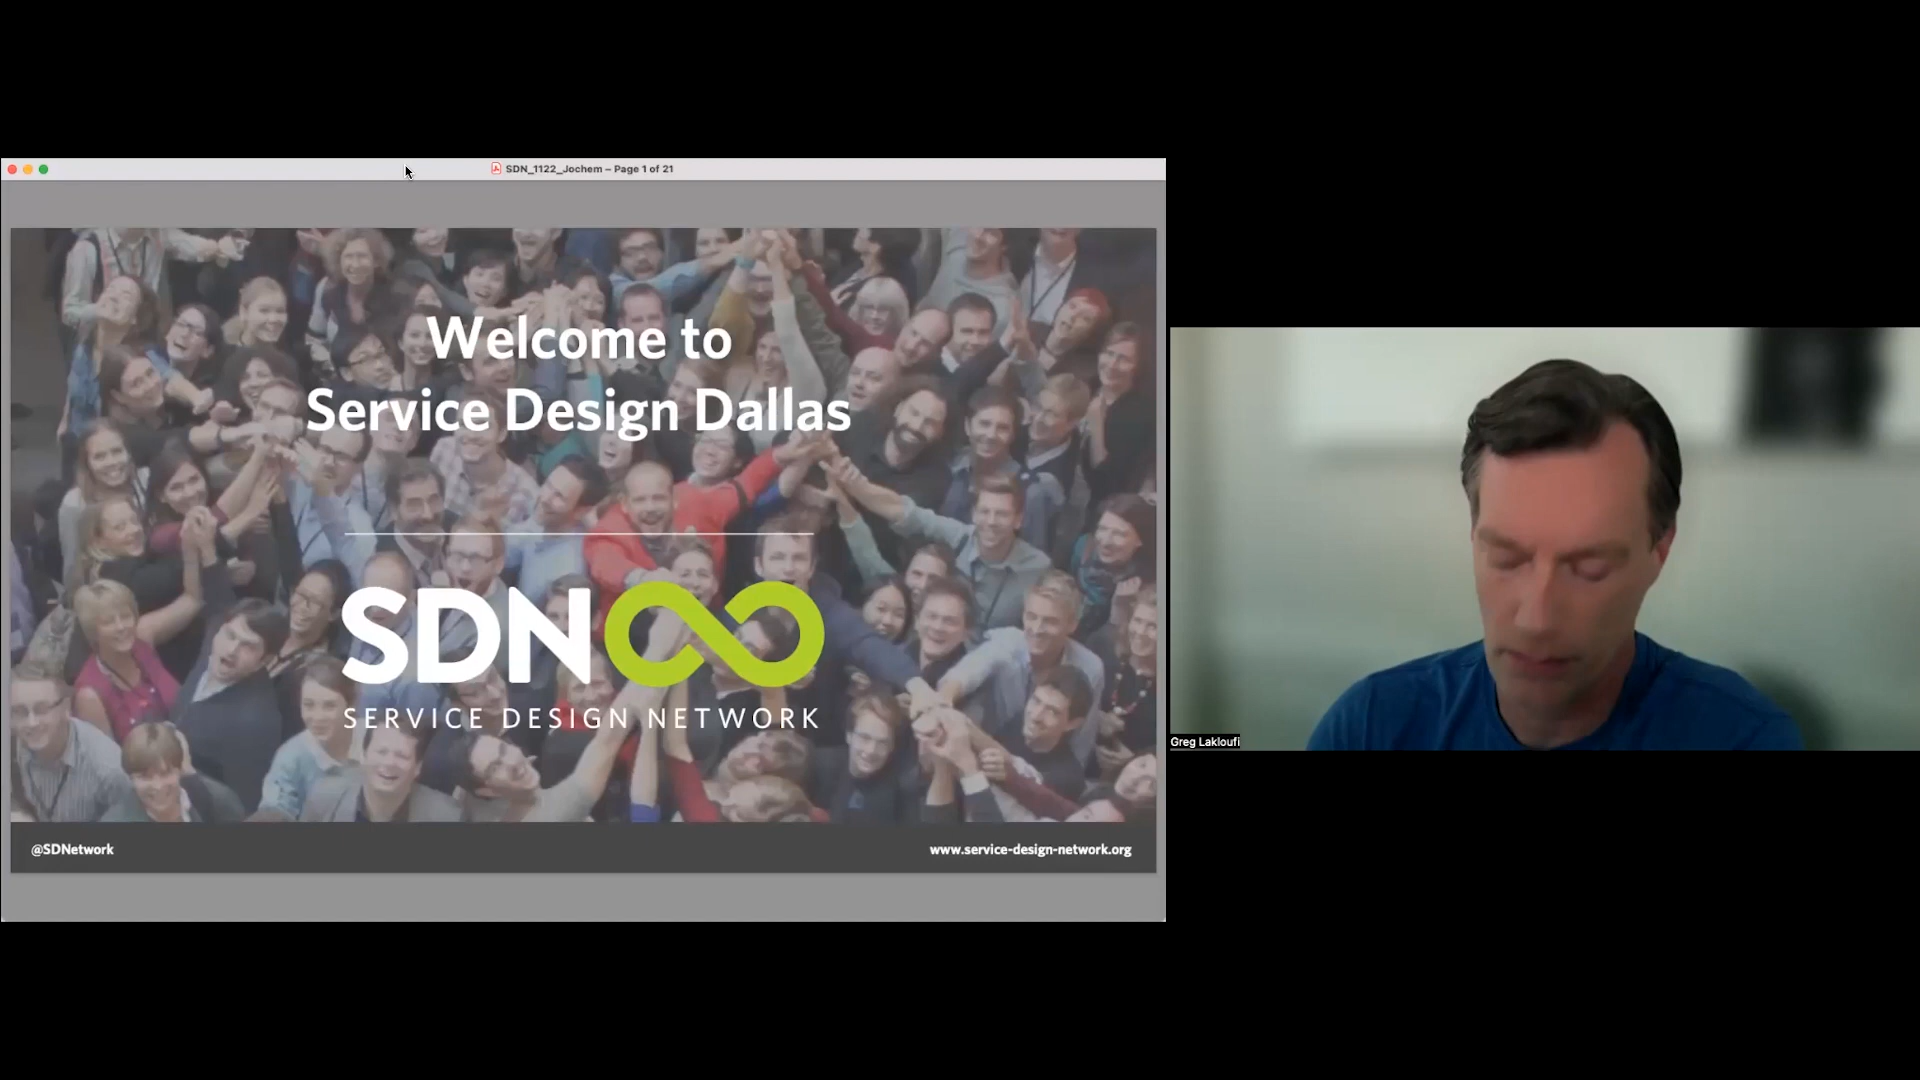 SDN_1122_Jochem – Page 1 of 21
Welcome to
Service Design Dallas
SDN
SERVICE DESIGN NETWORK
@SDNetwork
www.service-design-network.org
Greg Lakloufi